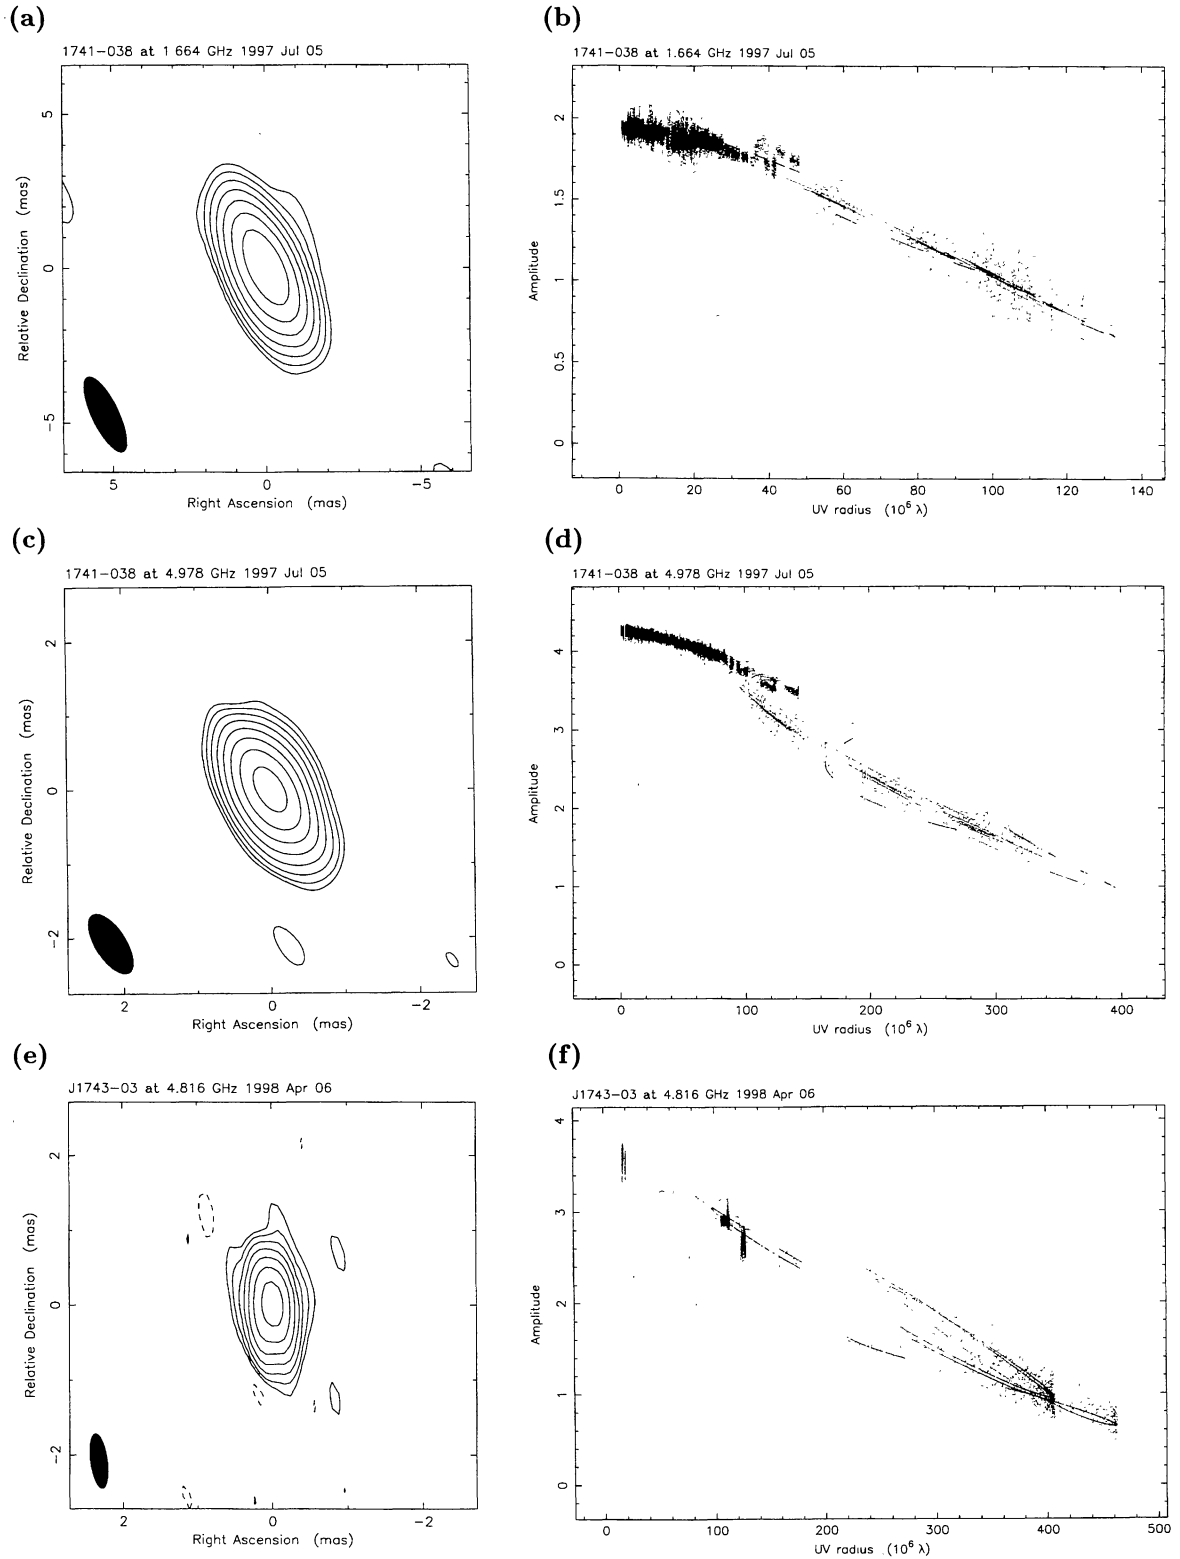 (a)
1741-038 at 1 664 GHz 1997 Jul 05
Relative Declination (mas)
5
0
-5
5
0
-5
Right Ascension (mas)
(b)
1741-038 at 1.664 GHz 1997 Jul 05
Amplitude
2
1.5
1
0.5
0
0 20 40 60 80 100 120 140
UV radius (10⁶ λ)
(c)
1741-038 at 4.978 GHz 1997 Jul 05
Relative Declination (mas)
2
0
-2
2 0 -2
Right Ascension (mas)
(d)
1741-038 at 4.978 GHz 1997 Jul 05
Amplitude
4
3
2
1
0
0 100 200 300 400
UV radius (10⁶ λ)
(e)
J1743-03 at 4.816 GHz 1998 Apr 06
Relative Declination (mas)
2
0
-2
2 0 -2
Right Ascension (mas)
(f)
J1743-03 at 4.816 GHz 1998 Apr 06
Amplitude
4
3
2
1
0
0 100 200 300 400 500
UV radius (10⁶ λ)